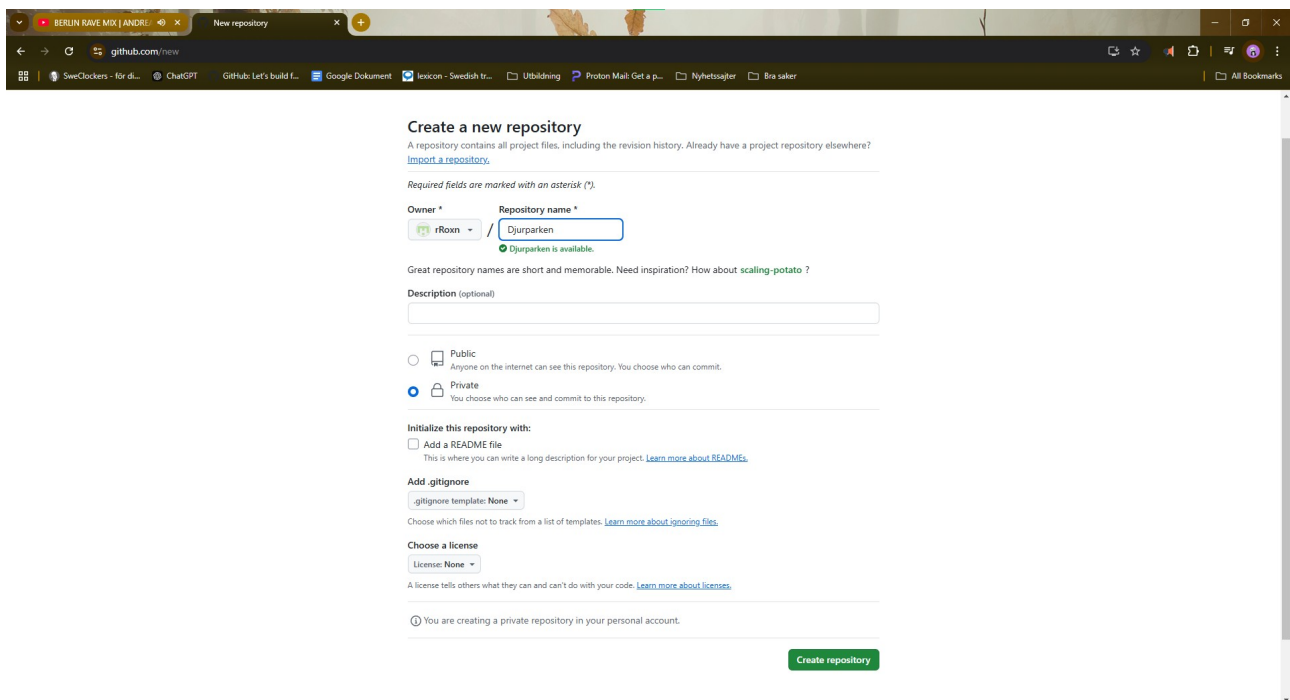 BERLIN RAVE MIX | ANDRE
New repository
github.com/new
SweClockers - för di...
ChatGPT
GitHub: Let's build f...
Google Dokument
lexicon - Swedish tr...
Utbildning
Proton Mail: Get a p...
Nyhetssajter
Bra saker
All Bookmarks
Create a new repository
A repository contains all project files, including the revision history. Already have a project repository elsewhere?
Import a repository.
Required fields are marked with an asterisk (*).
Owner *
Repository name *
rRoxn
/
Djurparken
Djurparken is available.
Great repository names are short and memorable. Need inspiration? How about scaling-potato ?
Description (optional)
Public
Anyone on the internet can see this repository. You choose who can commit.
Private
You choose who can see and commit to this repository.
Initialize this repository with:
Add a README file
This is where you can write a long description for your project. Learn more about READMEs.
Add .gitignore
.gitignore template: None
Choose which files not to track from a list of templates. Learn more about ignoring files.
Choose a license
License: None
A license tells others what they can and can't do with your code. Learn more about licenses.
You are creating a private repository in your personal account.
Create repository